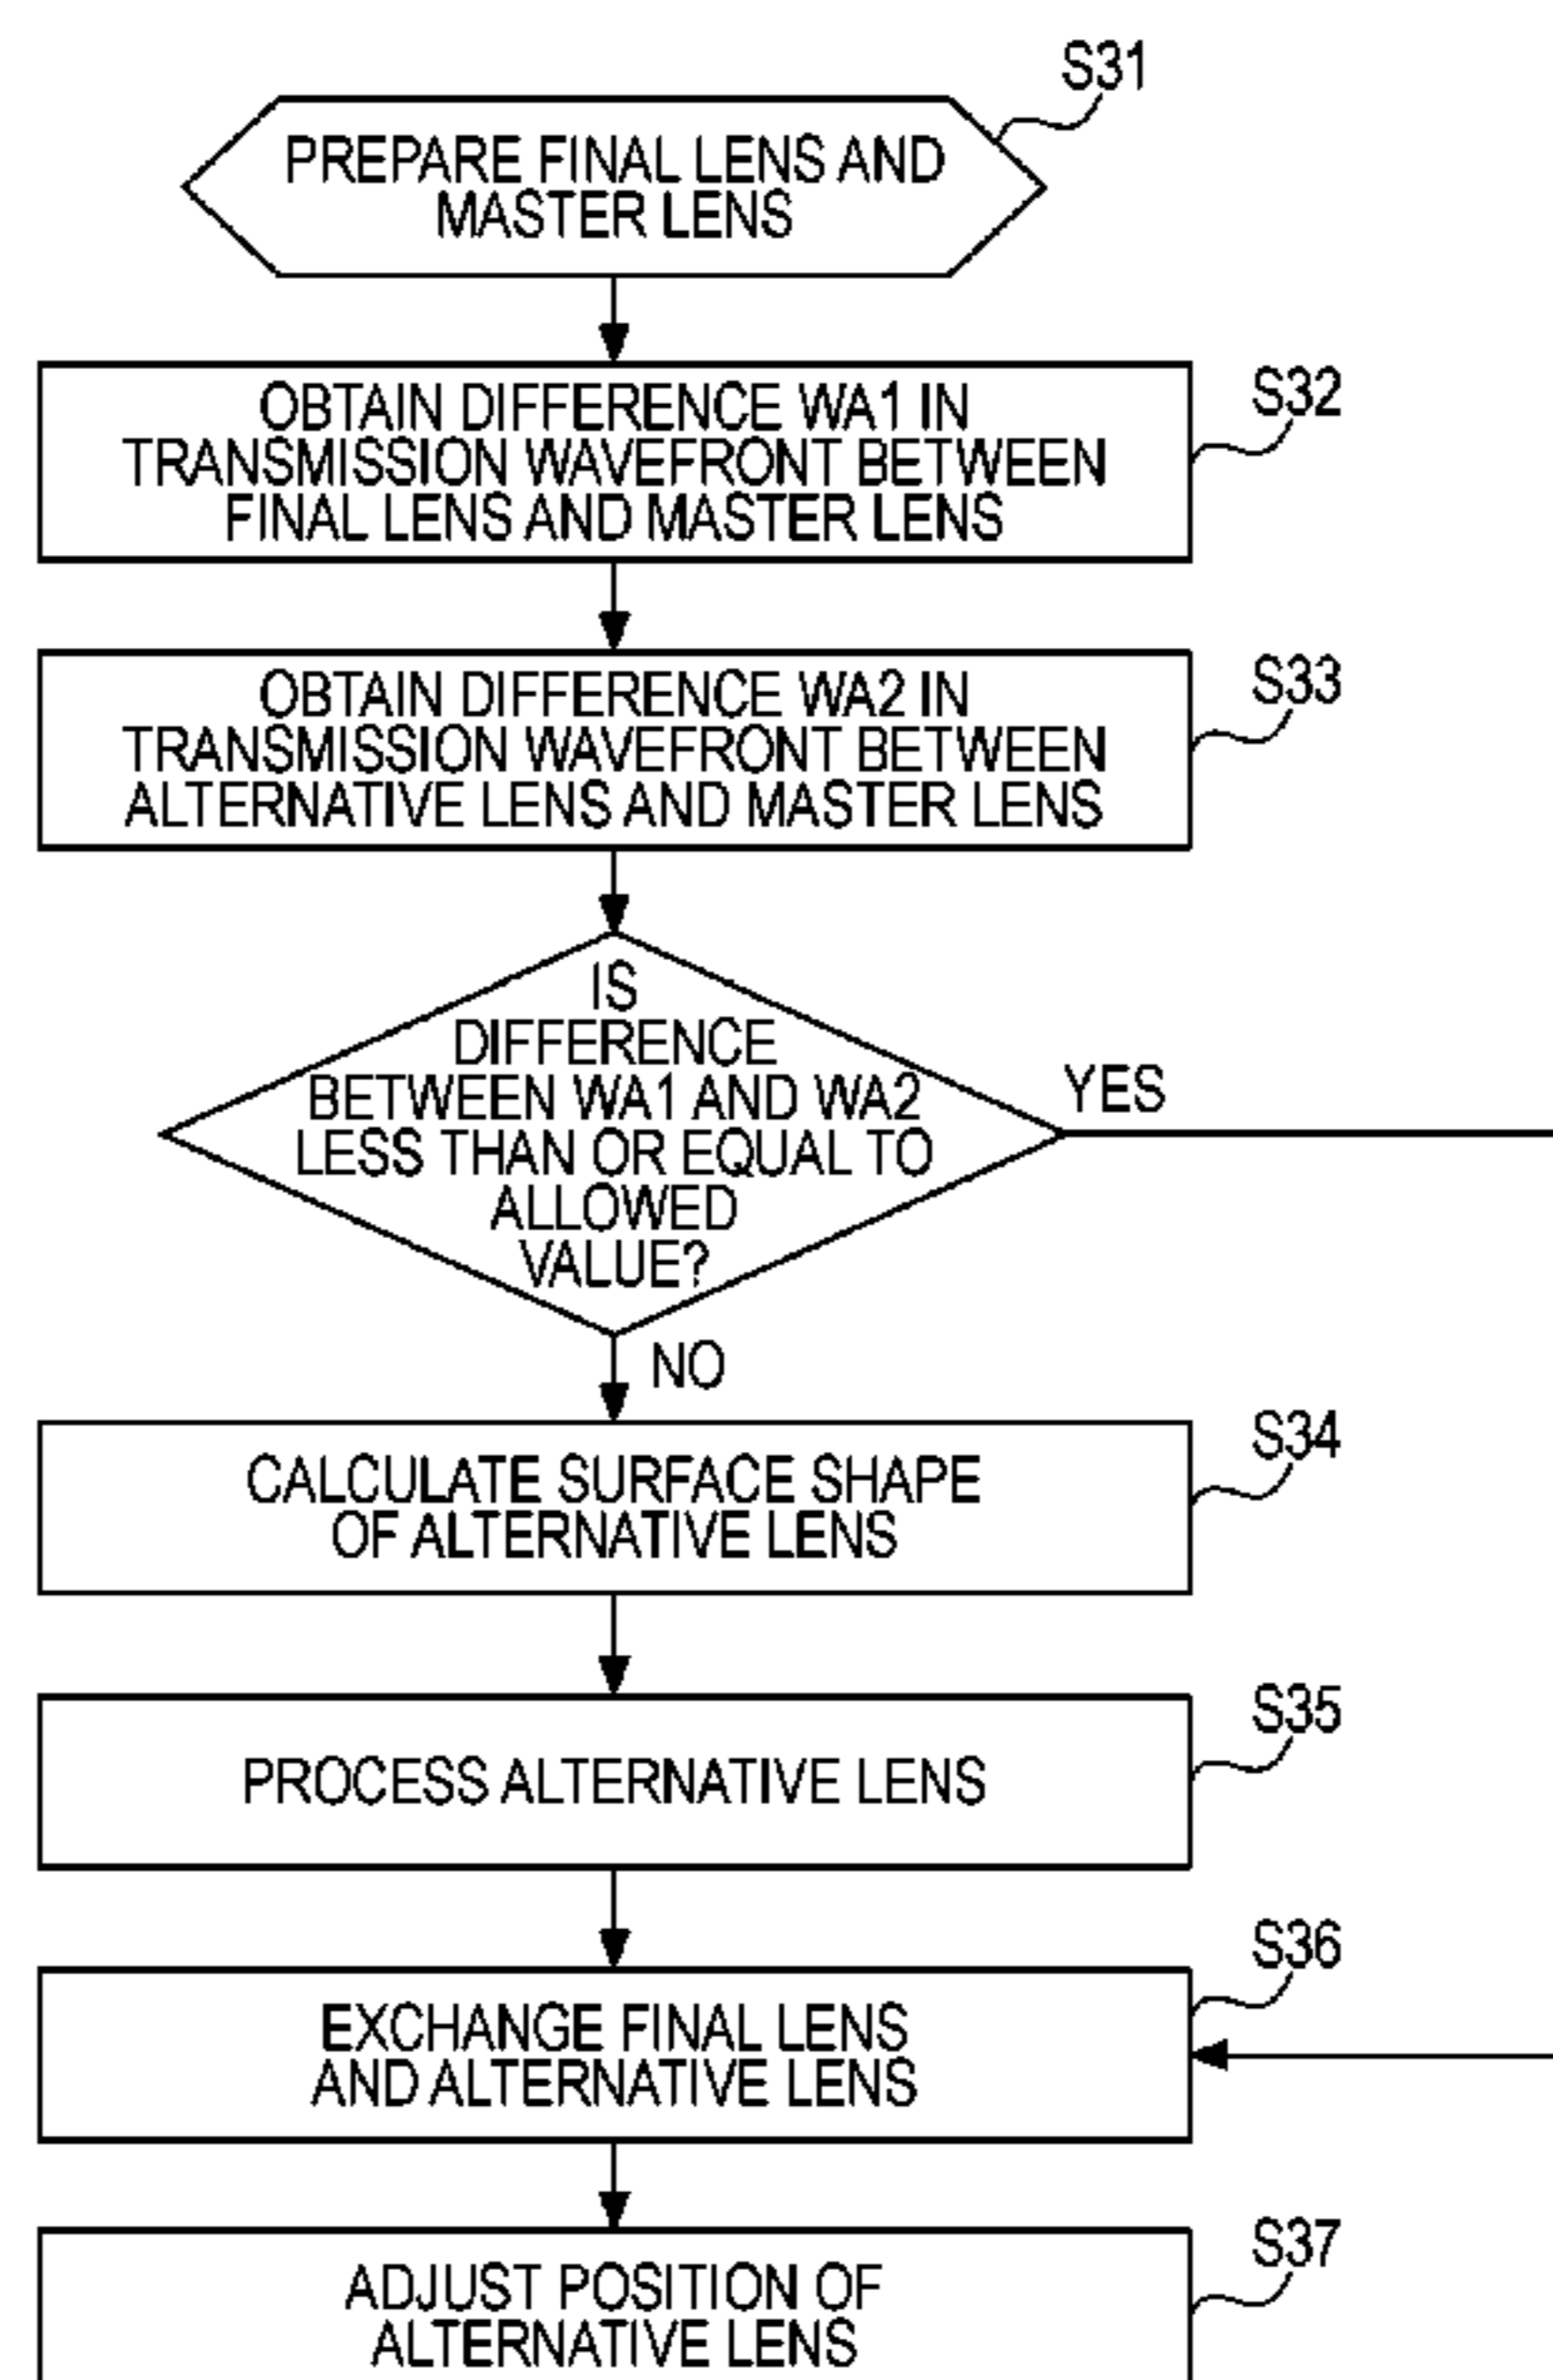 S31
PREPARE FINAL LENS AND
MASTER LENS
S32
OBTAIN DIFFERENCE WA1 IN
TRANSMISSION WAVEFRONT BETWEEN
FINAL LENS AND MASTER LENS
S33
OBTAIN DIFFERENCE WA2 IN
TRANSMISSION WAVEFRONT BETWEEN
ALTERNATIVE LENS AND MASTER LENS
IS
DIFFERENCE
BETWEEN WA1 AND WA2
LESS THAN OR EQUAL TO
ALLOWED
VALUE?
YES
NO
S34
CALCULATE SURFACE SHAPE
OF ALTERNATIVE LENS
S35
PROCESS ALTERNATIVE LENS
S36
EXCHANGE FINAL LENS
AND ALTERNATIVE LENS
S37
ADJUST POSITION OF
ALTERNATIVE LENS